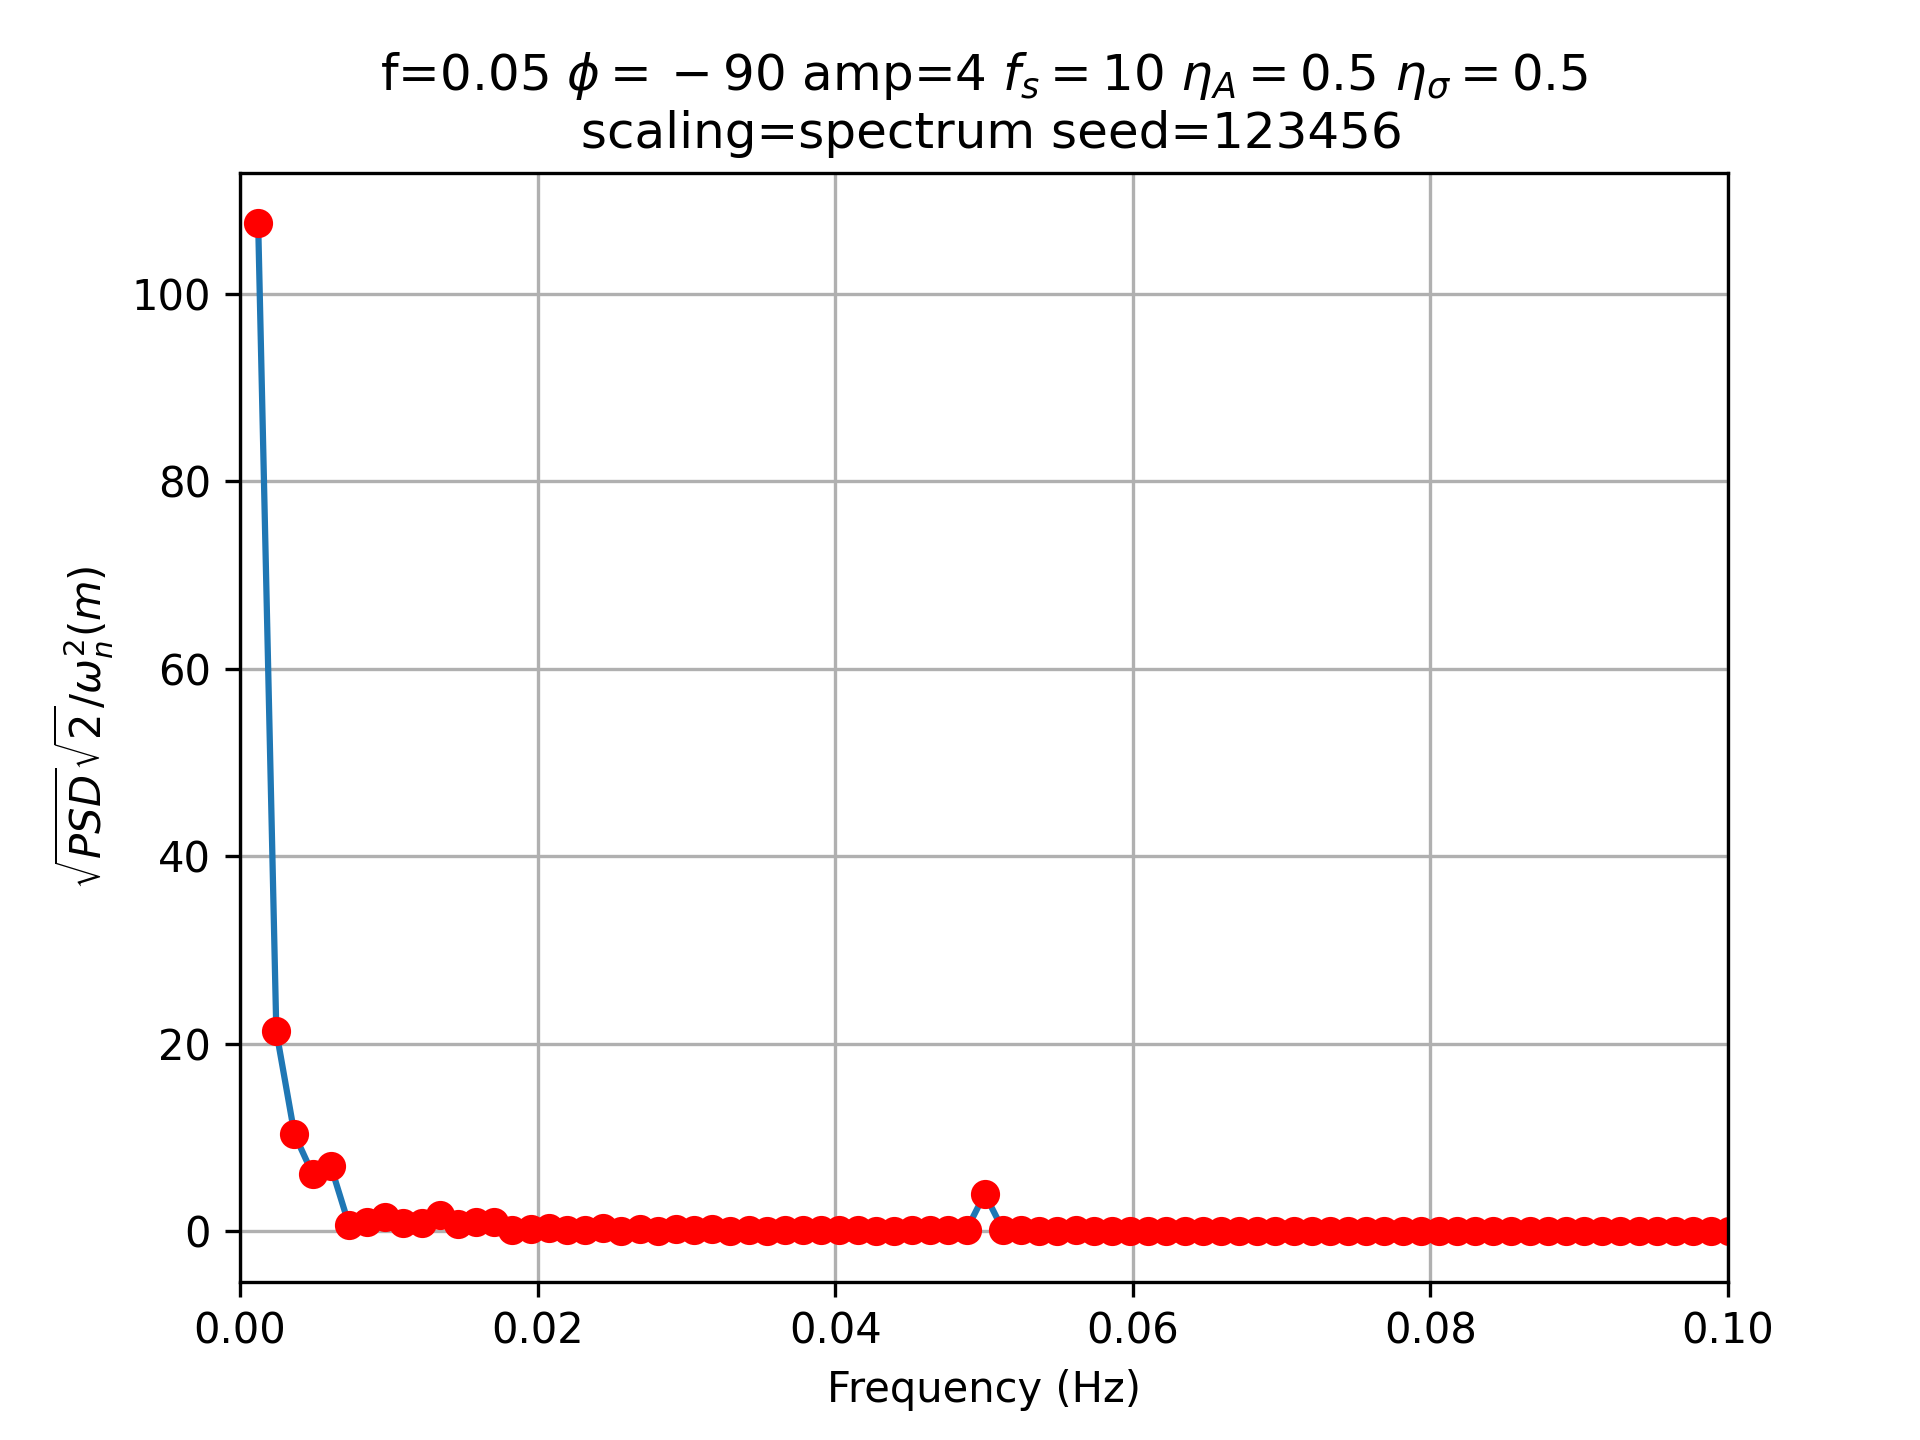 f=0.05 ϕ = −90 amp=4 fₛ = 10 η_A = 0.5 η_σ = 0.5
scaling=spectrum seed=123456
√PSD√2/ω²ₙ(m)
100
80
60
40
20
0
0.00 0.02 0.04 0.06 0.08 0.10
Frequency (Hz)